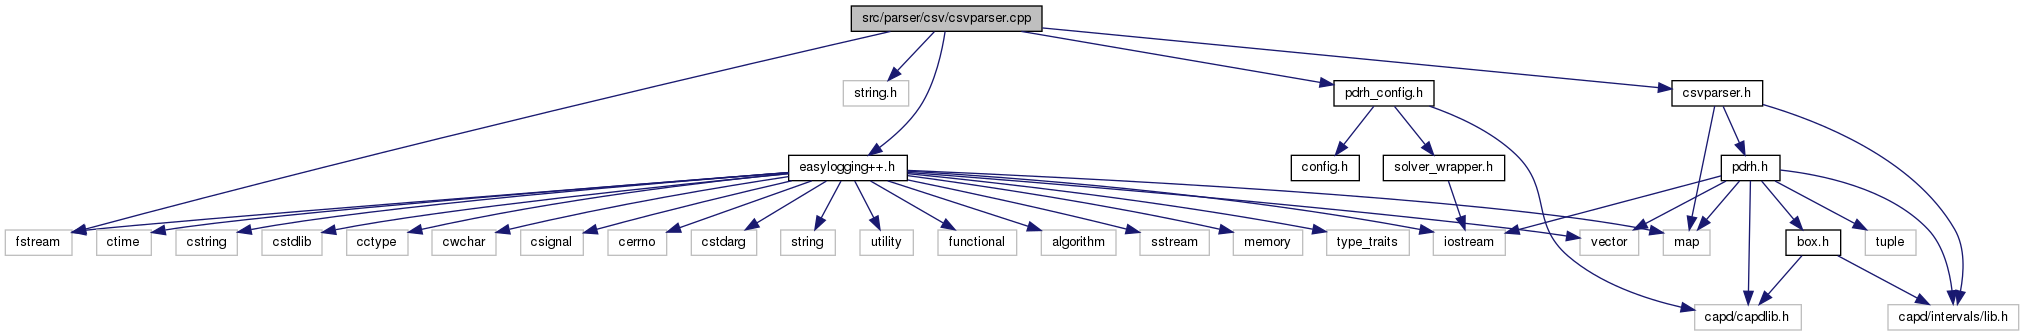 src/parser/csv/csvparser.cpp
string.h
pdrh_config.h
csvparser.h
easylogging++.h
config.h
solver_wrapper.h
pdrh.h
fstream
ctime
cstring
cstdlib
cctype
cwchar
csignal
cerrno
cstdarg
string
utility
functional
algorithm
sstream
memory
type_traits
iostream
vector
map
box.h
tuple
capd/capdlib.h
capd/intervals/lib.h